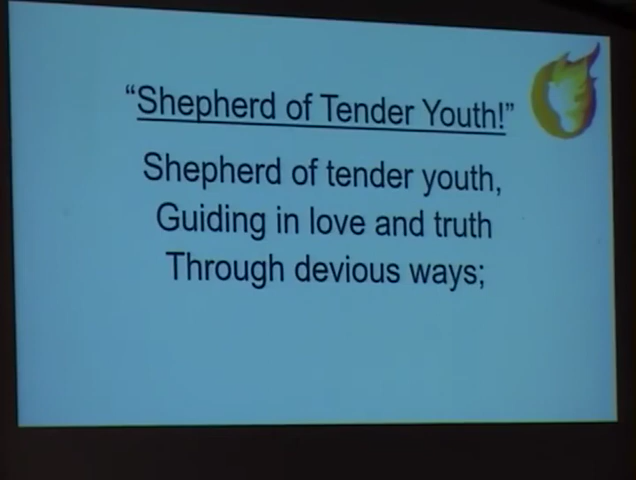 “Shepherd of Tender Youth!”
Shepherd of tender youth,
Guiding in love and truth
Through devious ways;